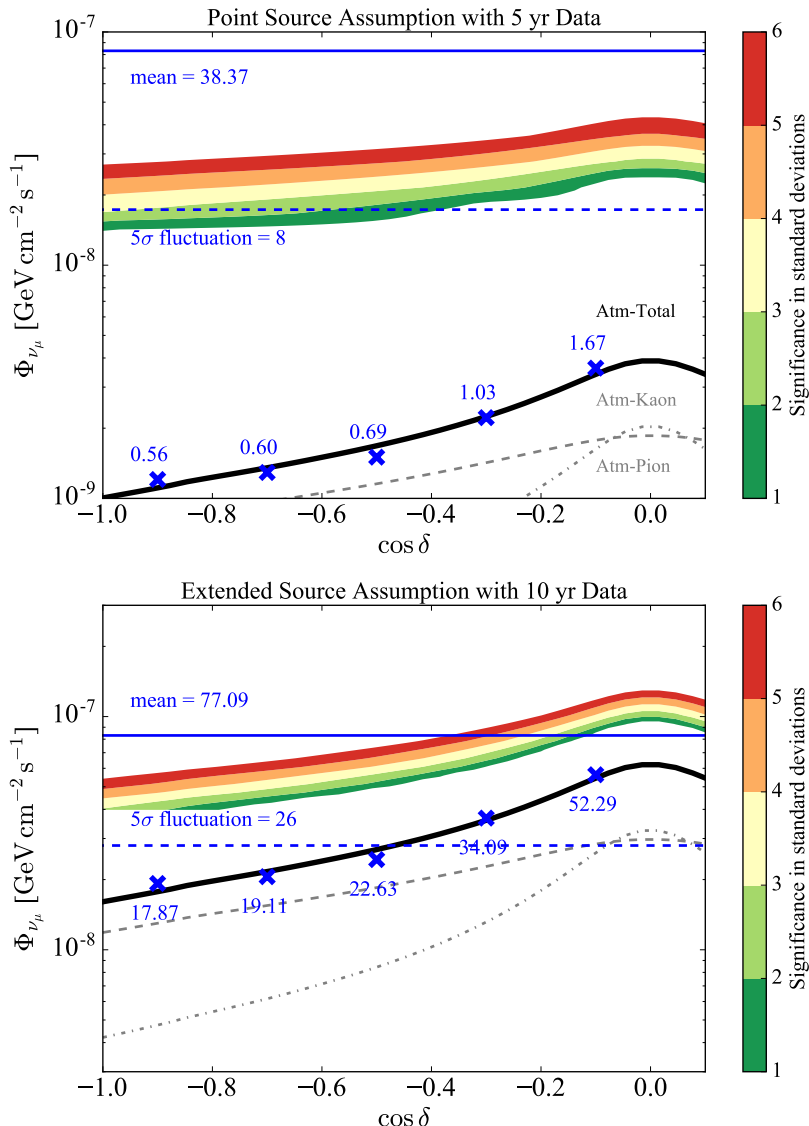 Point Source Assumption with 5 yr Data
10⁻⁷
mean = 38.37
5σ fluctuation = 8
10⁻⁸
Atm-Total
1.67
1.03
Atm-Kaon
0.69
0.60
0.56
Atm-Pion
10⁻⁹
−1.0 −0.8 −0.6 −0.4 −0.2 0.0
cos δ
Φ_{ν_μ} [GeV cm⁻² s⁻¹]
6
5
4
3
2
1
Significance in standard deviations
Extended Source Assumption with 10 yr Data
mean = 77.09
10⁻⁷
5σ fluctuation = 26
52.29
34.09
22.63
19.11
17.87
10⁻⁸
−1.0 −0.8 −0.6 −0.4 −0.2 0.0
cos δ
Φ_{ν_μ} [GeV cm⁻² s⁻¹]
6
5
4
3
2
1
Significance in standard deviations